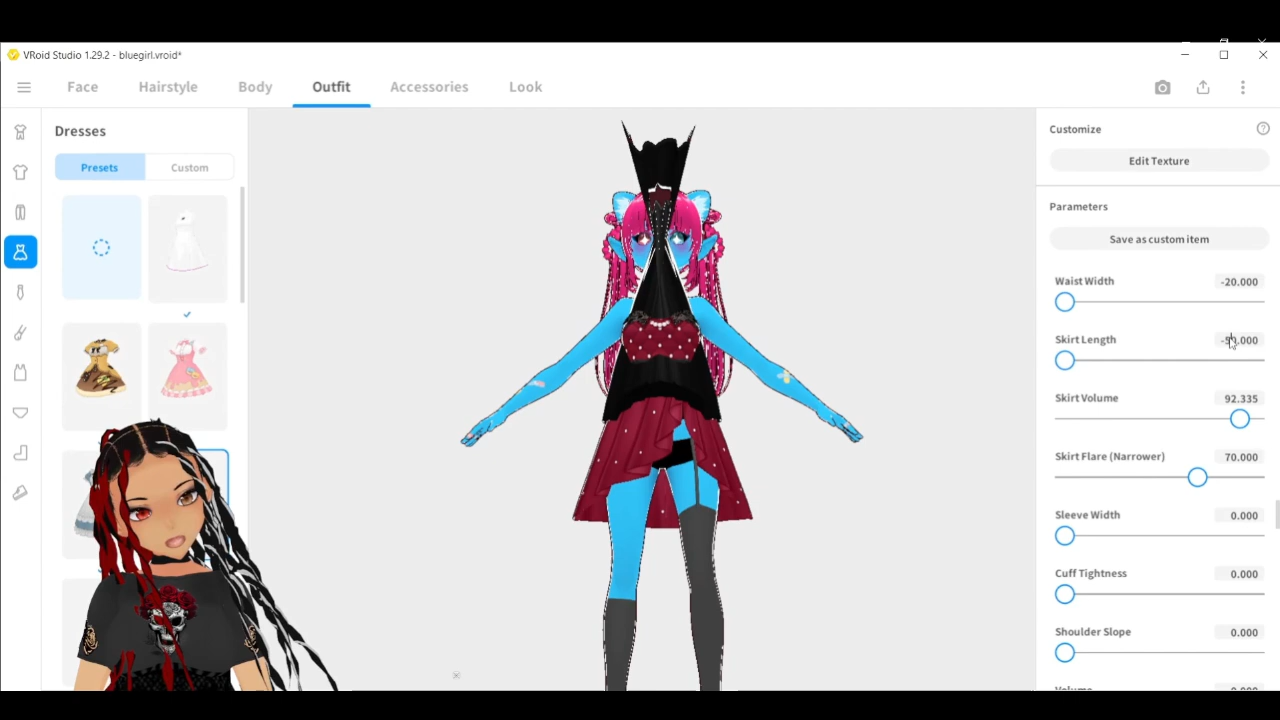 VRoid Studio 1.29.2 - bluegirl.vroid*
Face
Hairstyle
Body
Outfit
Accessories
Look
Dresses
Presets
Custom
Customize
Edit Texture
Parameters
Save as custom item
Waist Width
-20.000
Skirt Length
Skirt Volume
92.335
Skirt Flare (Narrower)
70.000
Sleeve Width
0.000
Cuff Tightness
0.000
Shoulder Slope
0.000